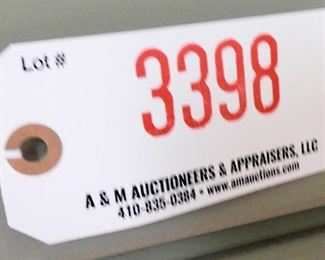 Lot #
3398
A & M AUCTIONEERS & APPRAISERS, LLC
410-835-0384 • www.amauctions.com